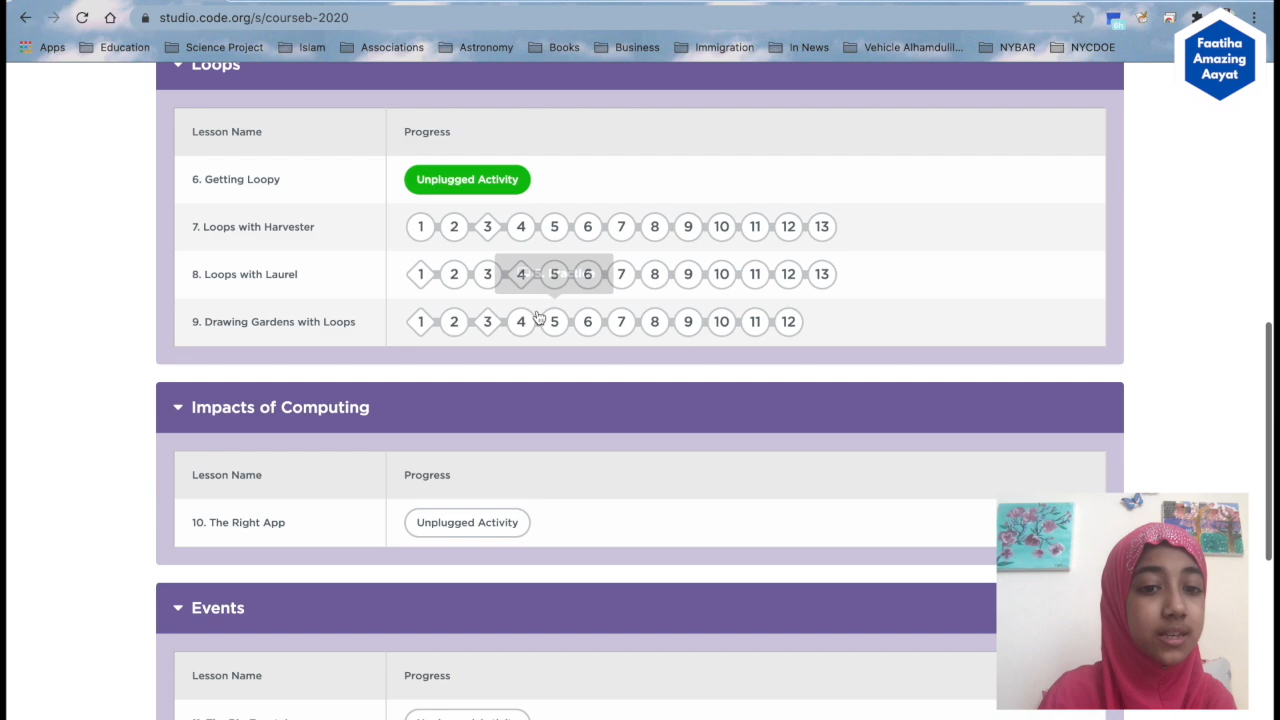 studio.code.org/s/courseb-2020
Apps Education Science Project Islam Associations Astronomy Books Business Immigration In News Vehicle Alhamdulil... NYBAR NYCDOE
Faatiha
Amazing
Aayat
Loops
Lesson Name Progress
6. Getting Loopy Unplugged Activity
7. Loops with Harvester 1 2 3 4 5 6 7 8 9 10 11 12 13
8. Loops with Laurel 1 2 3 4 5 6 7 8 9 10 11 12 13
9. Drawing Gardens with Loops 1 2 3 4 5 6 7 8 9 10 11 12
Impacts of Computing
Lesson Name Progress
10. The Right App Unplugged Activity
Events
Lesson Name Progress